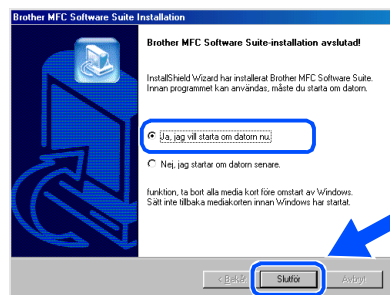 Brother MFC Software Suite Installation
Brother MFC Software Suite-installation avslutad!
InstallShield Wizard har installerat Brother MFC Software Suite.
Innan programmet kan användas, måste du starta om datorn.
Ja, jag vill starta om datorn nu.
Nej, jag startar om datorn senare.
funktion, ta bort alla media kort före omstart av Windows.
Sätt inte tillbaka mediakorten innan Windows har startat.
< Bakåt Slutför Avbryt